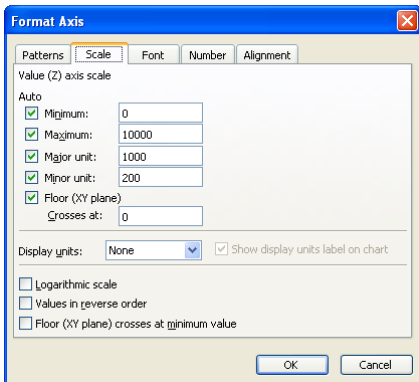 Format Axis
Patterns Scale Font Number Alignment
Value (Z) axis scale
Auto
Minimum: 0
Maximum: 10000
Major unit: 1000
Minor unit: 200
Floor (XY plane)
Crosses at: 0
Display units: None Show display units label on chart
Logarithmic scale
Values in reverse order
Floor (XY plane) crosses at minimum value
OK Cancel